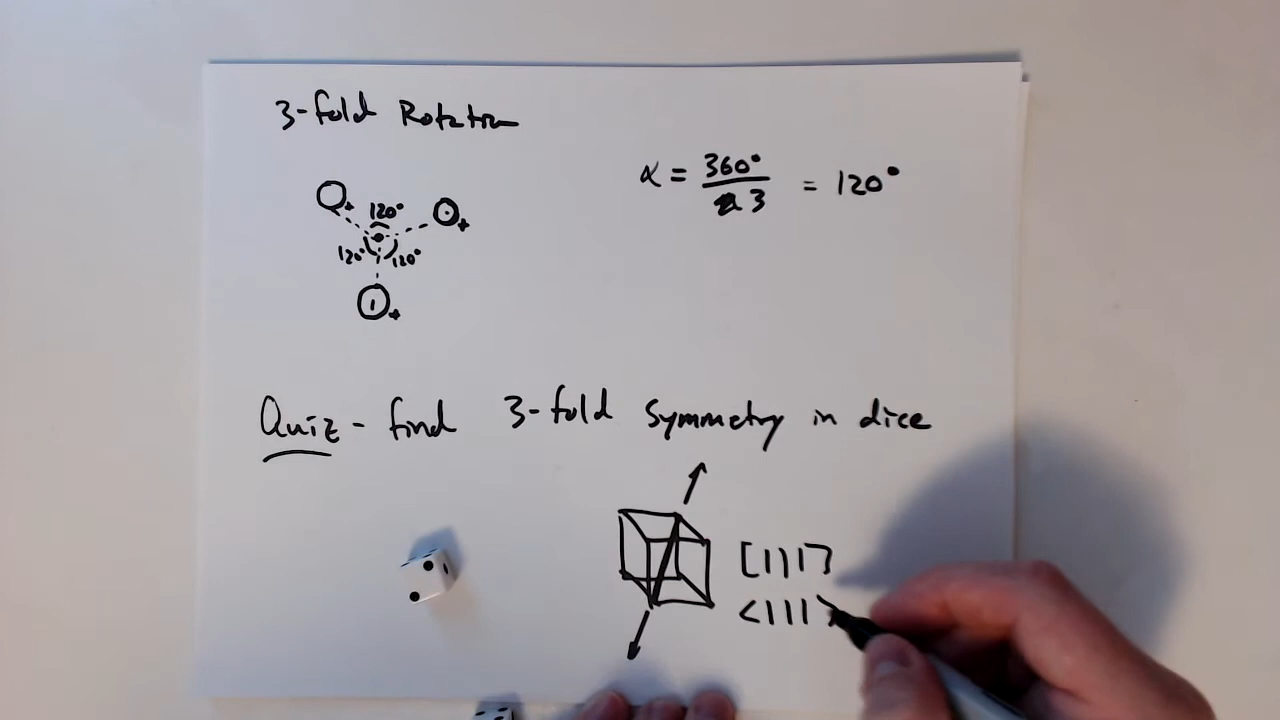 3-fold Rotation
α = 360° / 3 = 120°
120°
120° 120°
Quiz - find 3-fold symmetry in dice
[111]
<111>